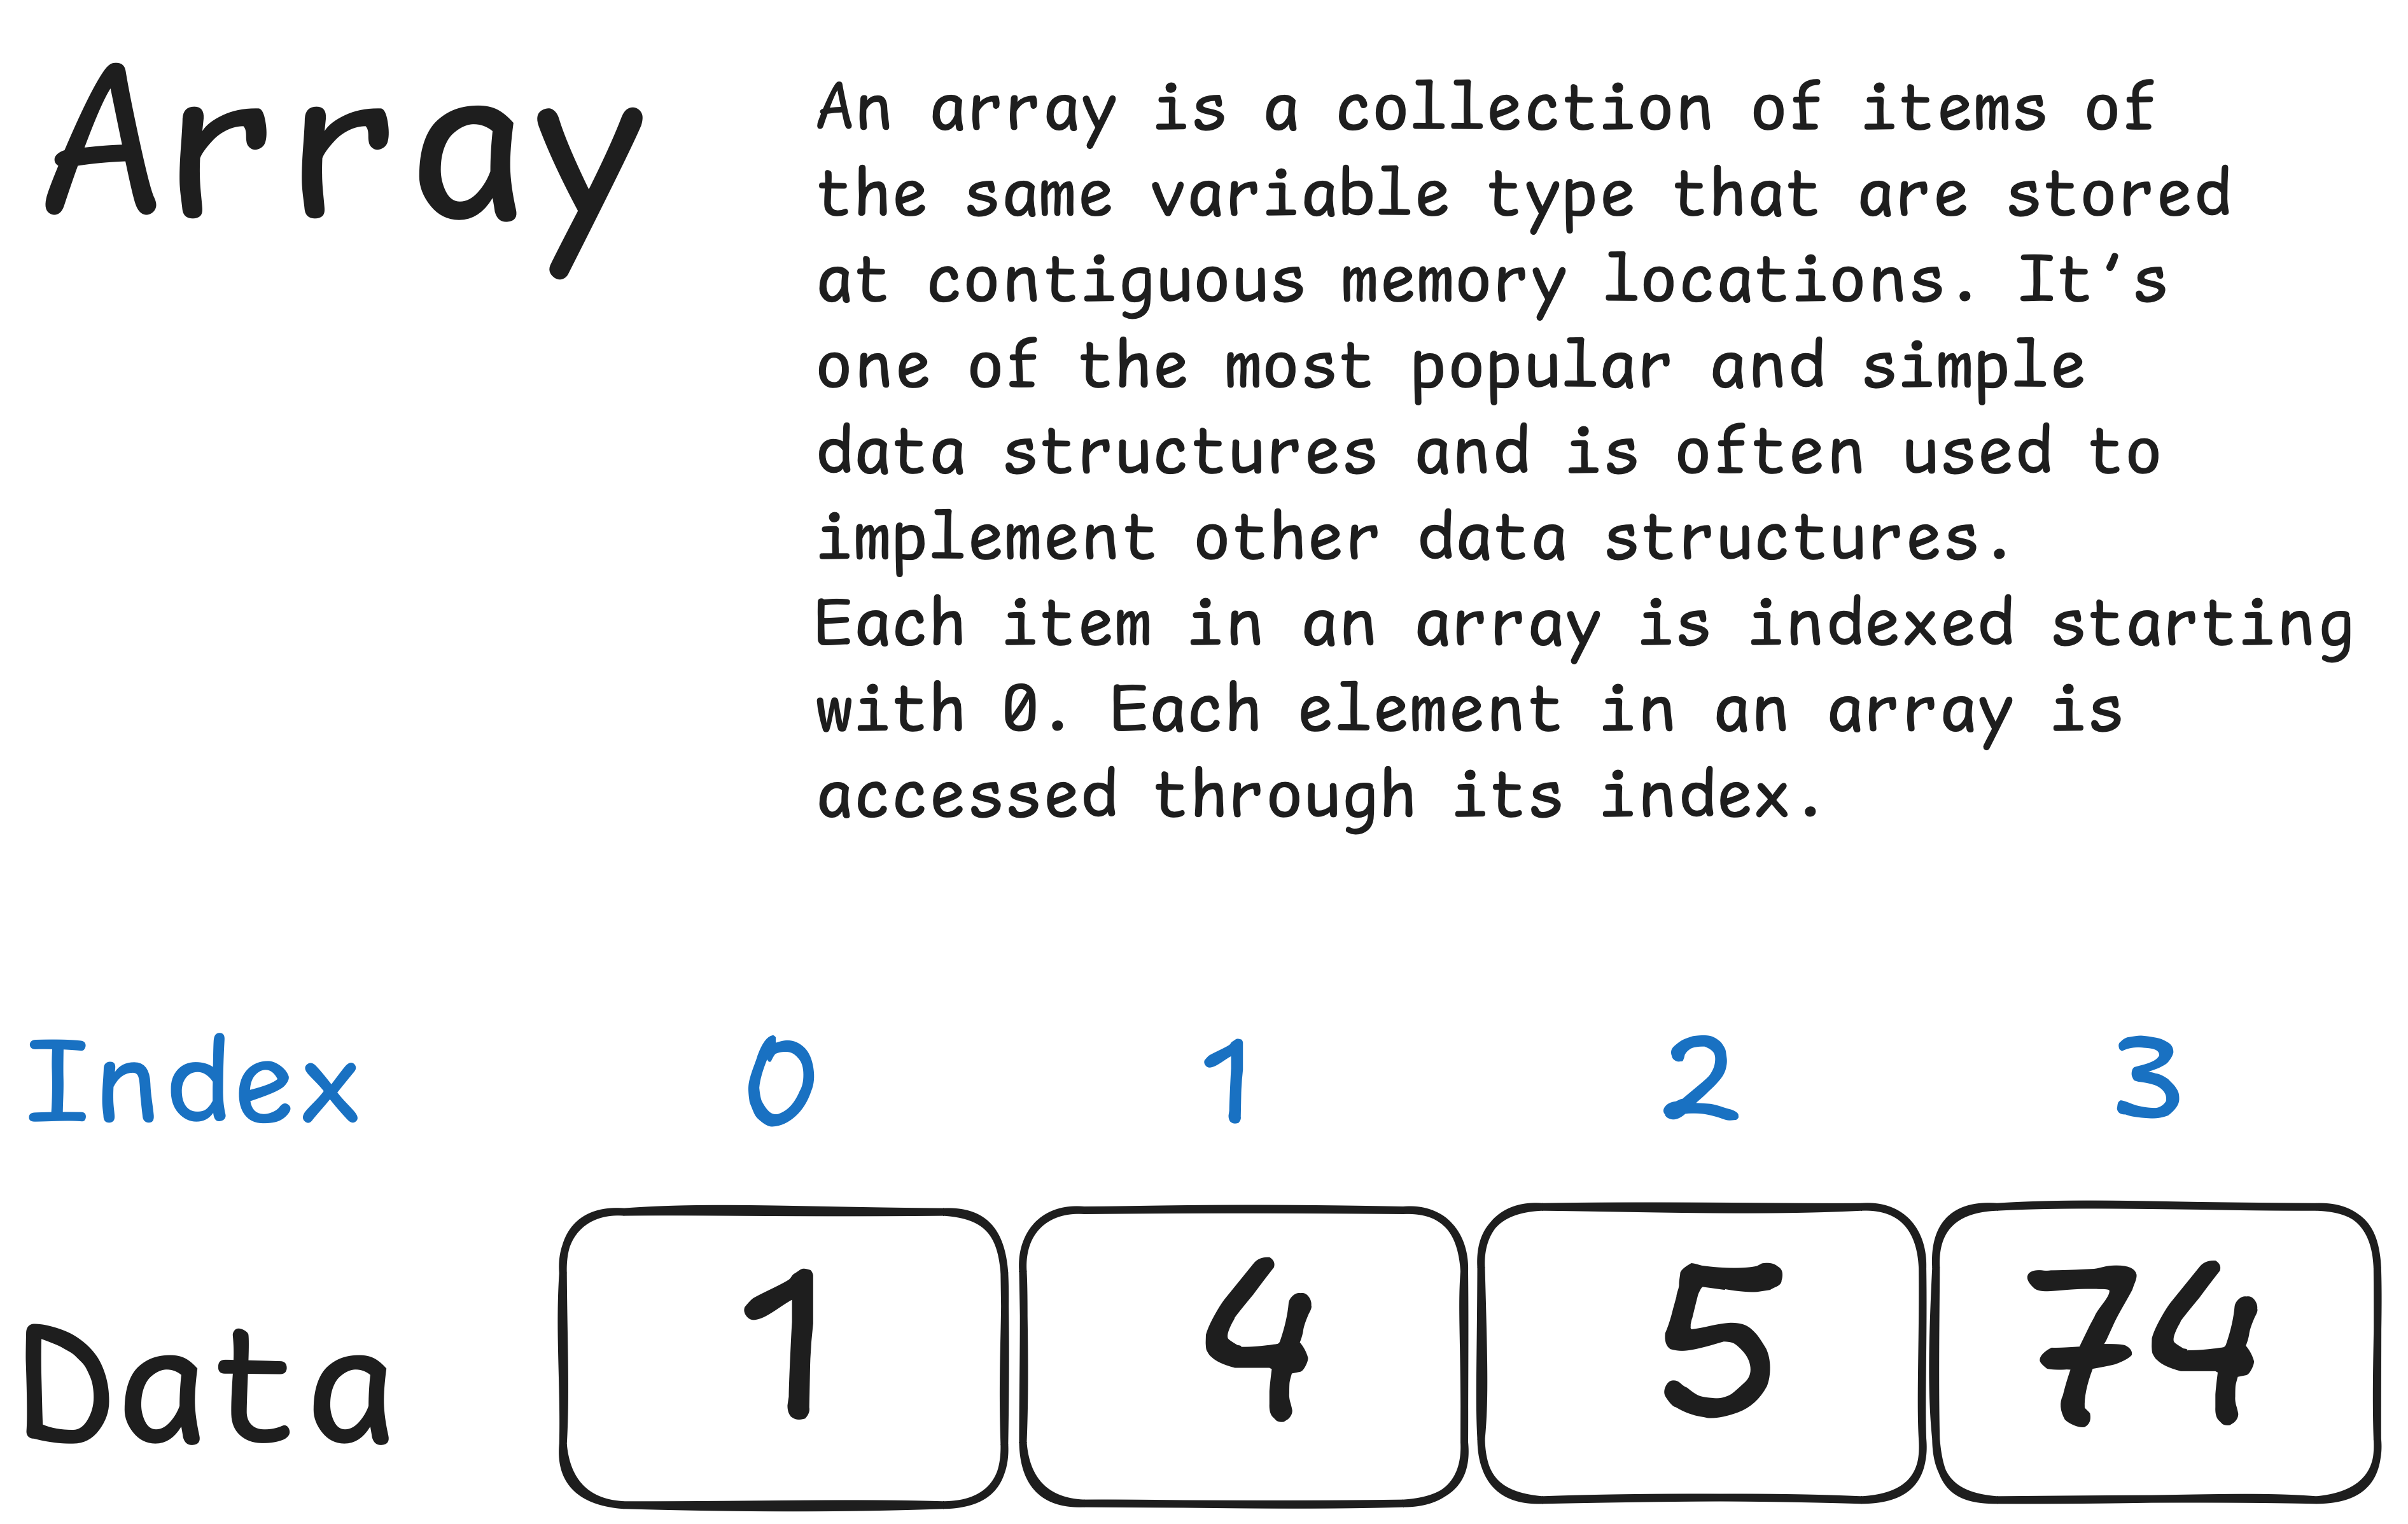 Array
An array is a collection of items of
the same variable type that are stored
at contiguous memory locations. It's
one of the most popular and simple
data structures and is often used to
implement other data structures.
Each item in an array is indexed starting
with 0. Each element in an array is
accessed through its index.
Index 0 1 2 3
Data 1 4 5 74